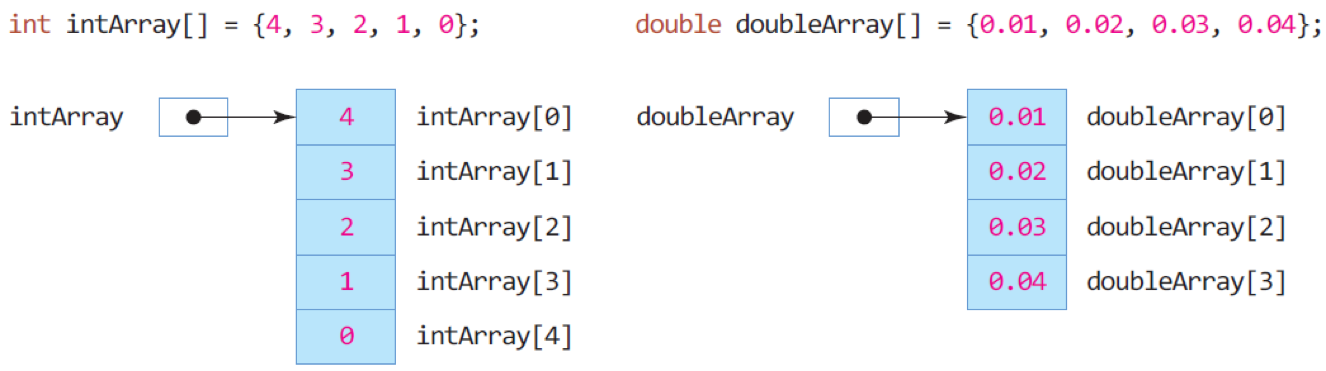 int intArray[] = {4, 3, 2, 1, 0};
double doubleArray[] = {0.01, 0.02, 0.03, 0.04};
intArray 4 intArray[0]
3 intArray[1]
2 intArray[2]
1 intArray[3]
0 intArray[4]
doubleArray 0.01 doubleArray[0]
0.02 doubleArray[1]
0.03 doubleArray[2]
0.04 doubleArray[3]